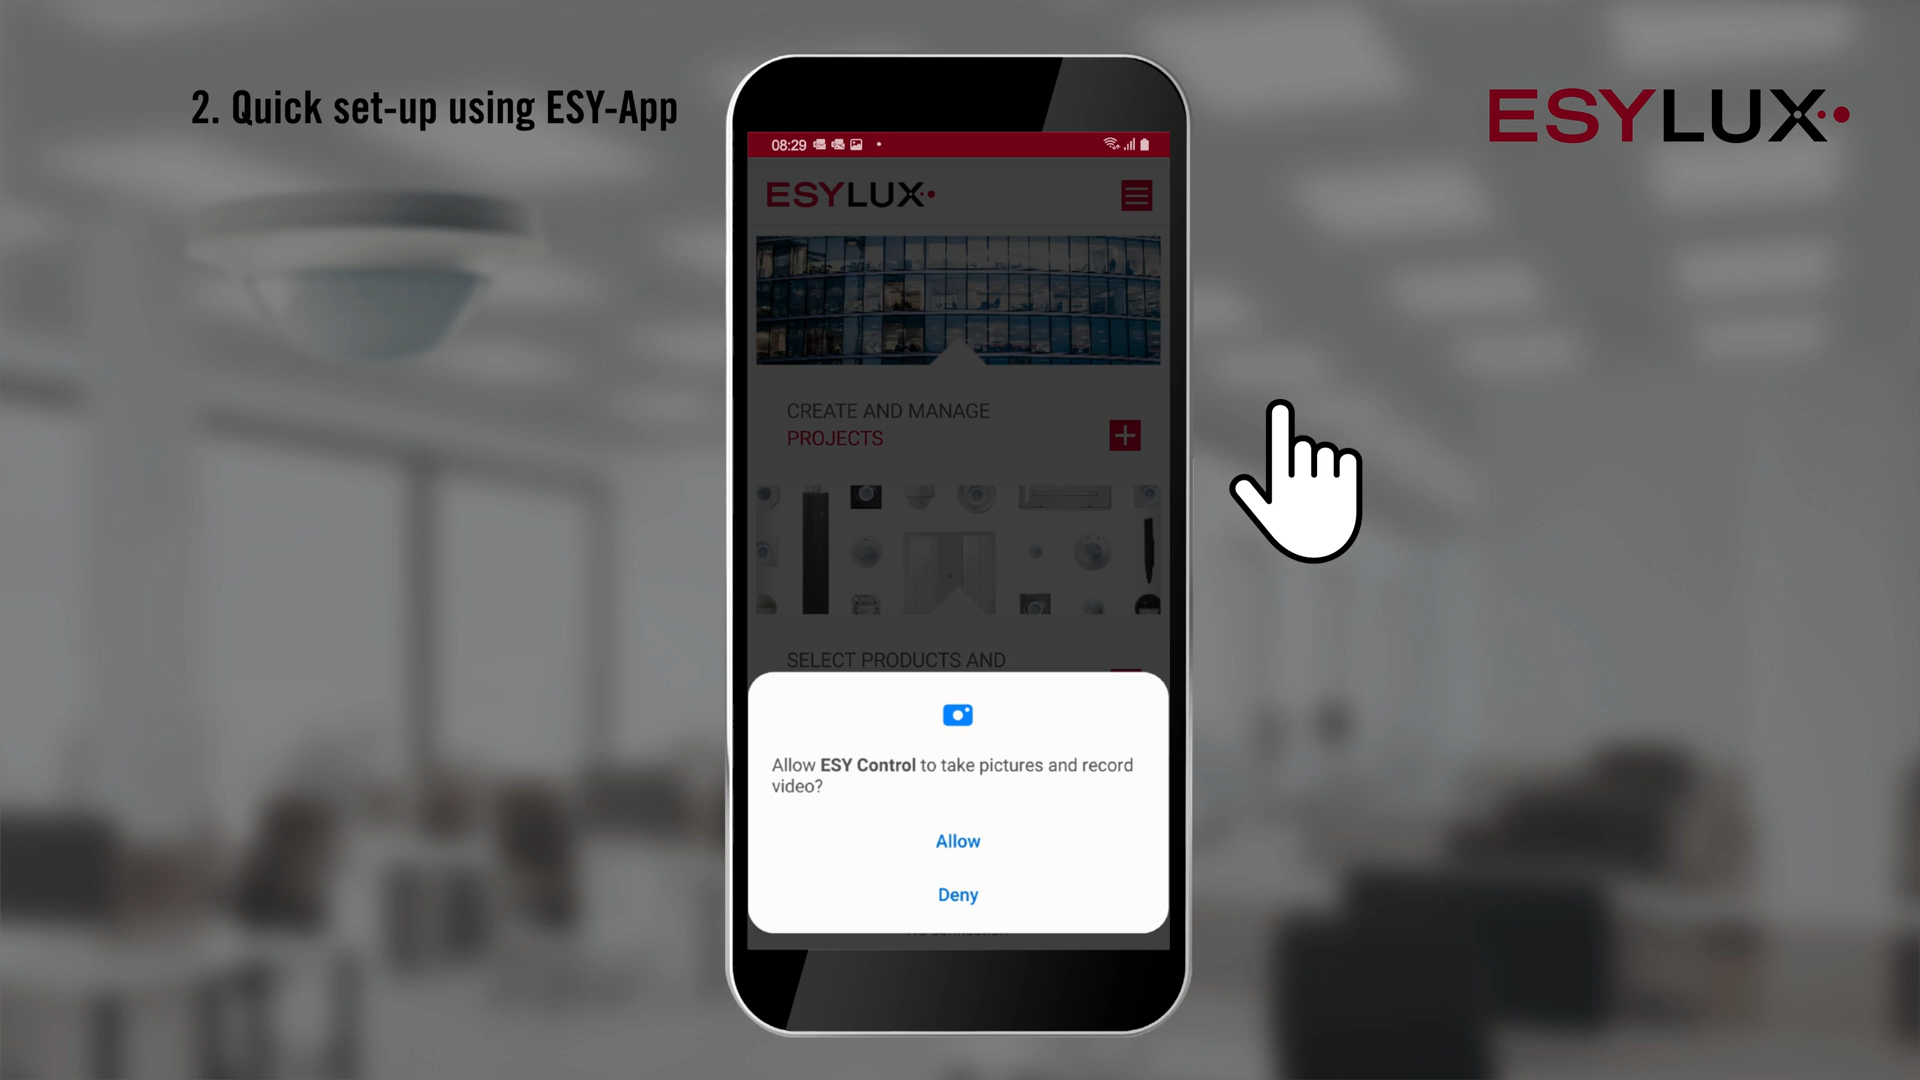 2. Quick set-up using ESY-App
ESYLUX
08:29
ESYLUX
CREATE AND MANAGE
PROJECTS
SELECT PRODUCTS AND
Allow ESY Control to take pictures and record
video?
Allow
Deny